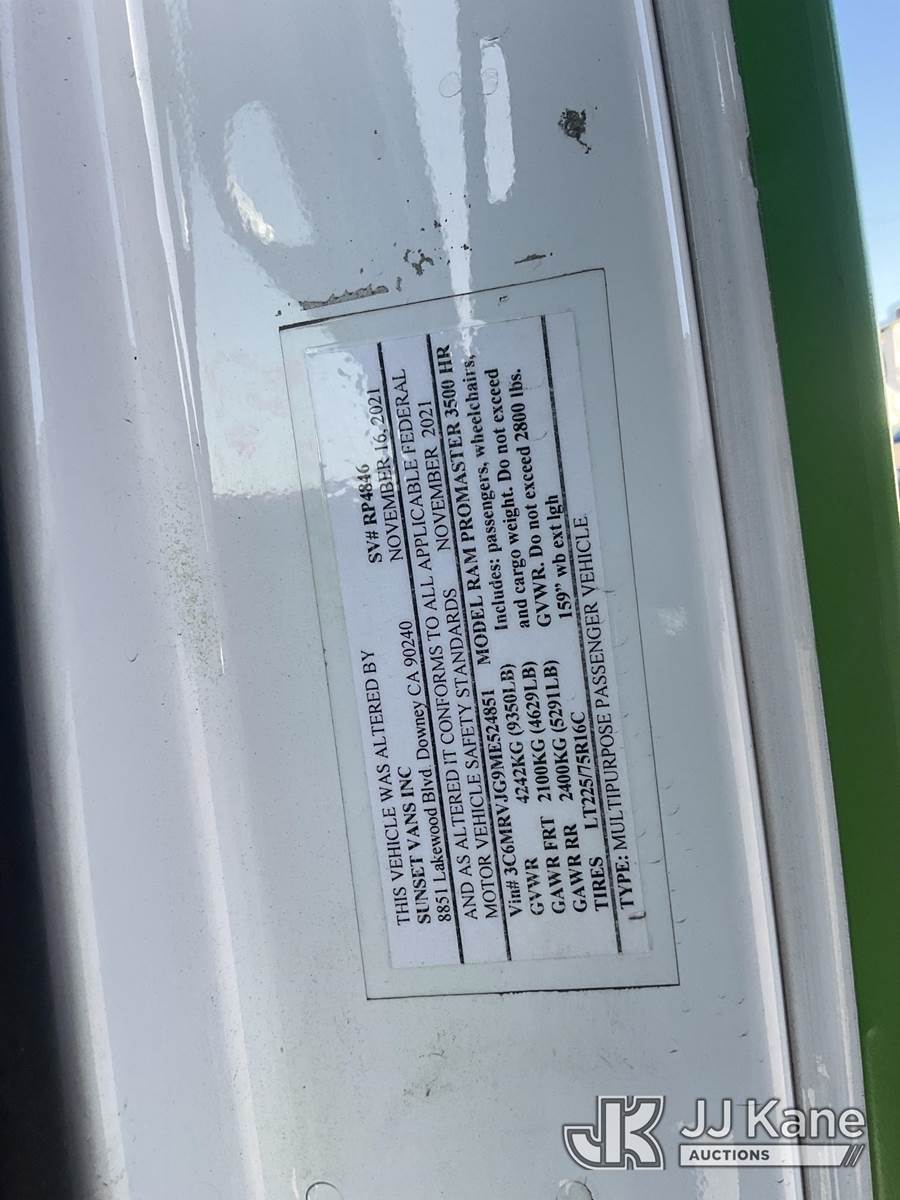 THIS VEHICLE WAS ALTERED BY SV# RP4846
SUNSET VANS INC NOVEMBER 16, 2021
8851 Lakewood Blvd. Downey CA 90240
AND AS ALTERED IT CONFORMS TO ALL APPLICABLE FEDERAL
MOTOR VEHICLE SAFETY STANDARDS NOVEMBER 2021
Vin# 3C6MRVJG9ME524851 MODEL RAM PROMASTER 3500 HR
GVWR 4242KG (9350LB) Includes: passengers, wheelchairs,
GAWR FRT 2100KG (4629LB) and cargo weight. Do not exceed
GAWR RR 2400KG (5291LB) GVWR. Do not exceed 2800 lbs.
TIRES LT225/75R16C 159" wb ext lgh
TYPE: MULTIPURPOSE PASSENGER VEHICLE
JK JJ Kane
AUCTIONS